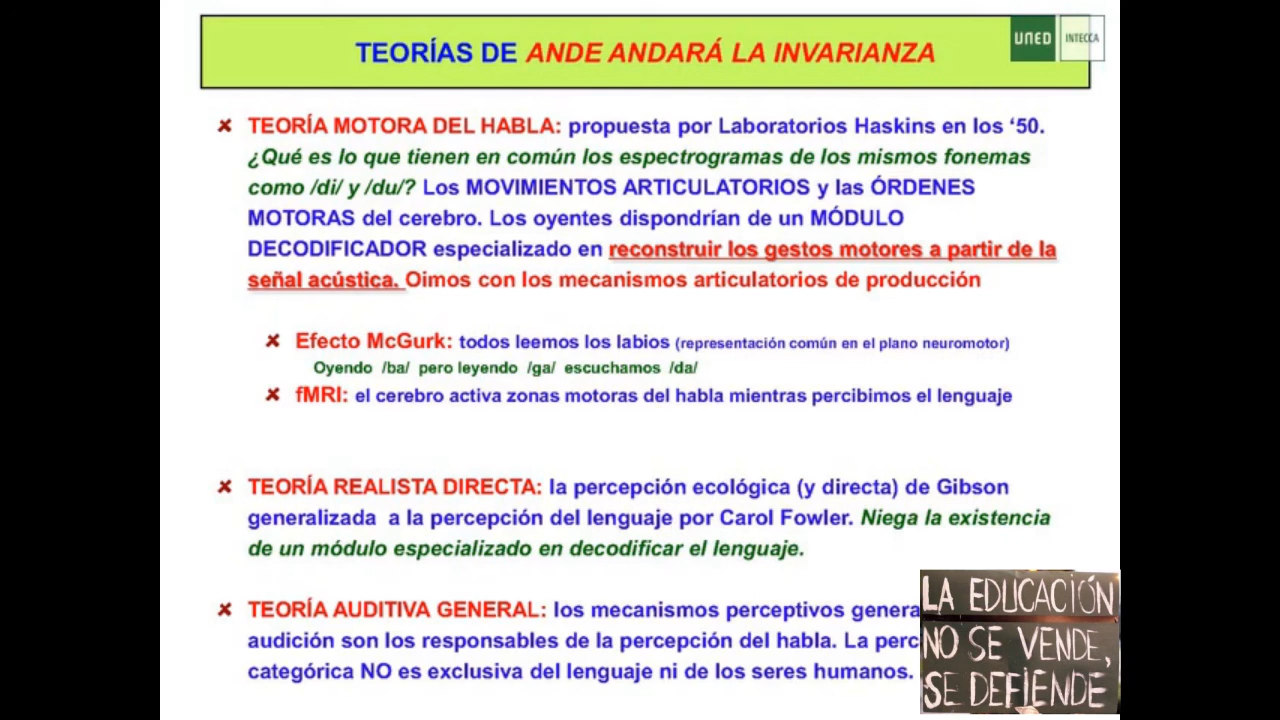 TEORÍAS DE ANDE ANDARÁ LA INVARIANZA
UNED
INTECCA
TEORÍA MOTORA DEL HABLA: propuesta por Laboratorios Haskins en los ‘50.
¿Qué es lo que tienen en común los espectrogramas de los mismos fonemas
como /di/ y /du/? Los MOVIMIENTOS ARTICULATORIOS y las ÓRDENES
MOTORAS del cerebro. Los oyentes dispondrían de un MÓDULO
DECODIFICADOR especializado en reconstruir los gestos motores a partir de la
señal acústica. Oimos con los mecanismos articulatorios de producción
Efecto McGurk: todos leemos los labios (representación común en el plano neuromotor)
Oyendo /ba/ pero leyendo /ga/ escuchamos /da/
fMRI: el cerebro activa zonas motoras del habla mientras percibimos el lenguaje
TEORÍA REALISTA DIRECTA: la percepción ecológica (y directa) de Gibson
generalizada a la percepción del lenguaje por Carol Fowler. Niega la existencia
de un módulo especializado en decodificar el lenguaje.
TEORÍA AUDITIVA GENERAL: los mecanismos perceptivos genera
audición son los responsables de la percepción del habla. La perc
categórica NO es exclusiva del lenguaje ni de los seres humanos.
LA EDUCACIÓN
NO SE VENDE,
SE DEFIENDE